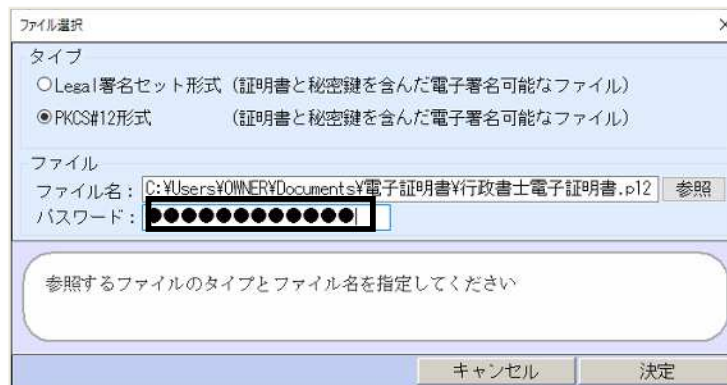 ファイル選択 ×
タイプ
○Legal署名セット形式 (証明書と秘密鍵を含んだ電子署名可能なファイル)
◉PKCS#12形式 (証明書と秘密鍵を含んだ電子署名可能なファイル)
ファイル
ファイル名： C:¥Users¥OWNER¥Documents¥電子証明書¥行政書士電子証明書.p12 参照
パスワード： ●●●●●●●●●●●●
参照するファイルのタイプとファイル名を指定してください
キャンセル 決定